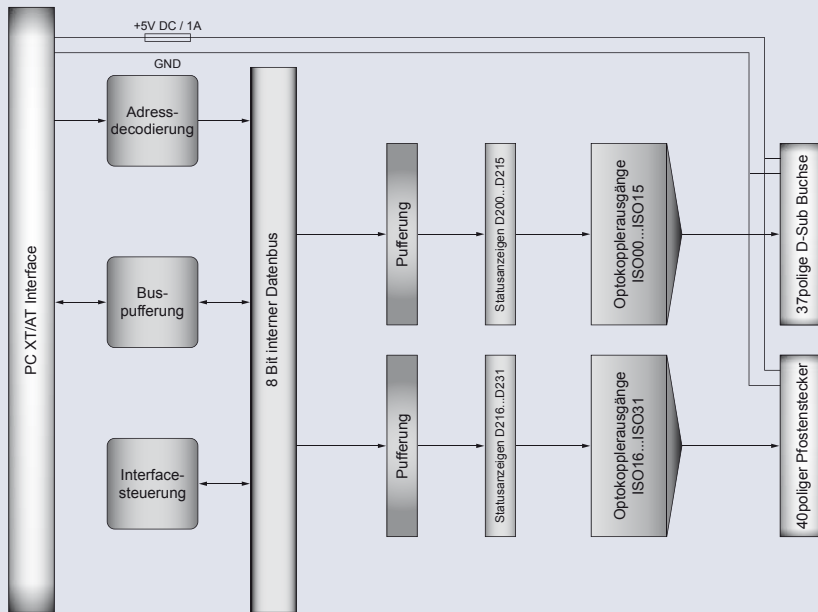 +5V DC / 1A
GND
PC XT/AT Interface
Adress-
decodierung
Bus-
pufferung
Interface-
steuerung
8 Bit interner Datenbus
Pufferung
Statusanzeigen D200...D215
Optokopplerausgänge
ISO00...ISO15
37polige D-Sub Buchse
Pufferung
Statusanzeigen D216...D231
Optokopplerausgänge
ISO16...ISO31
40poliger Pfostenstecker